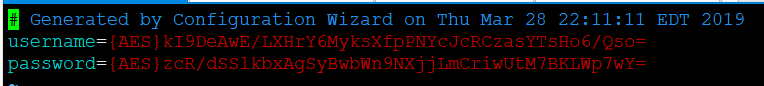 # Generated by Configuration Wizard on Thu Mar 28 22:11:11 EDT 2019
username={AES}kI9DeAwE/LXHrY6MyksXfpPNYcJcRCzasYTsHo6/Qso=
password={AES}zcR/dSSlkbxAgSyBwbWn9NXjjLmCriwUtM7BKLWp7wY=
~